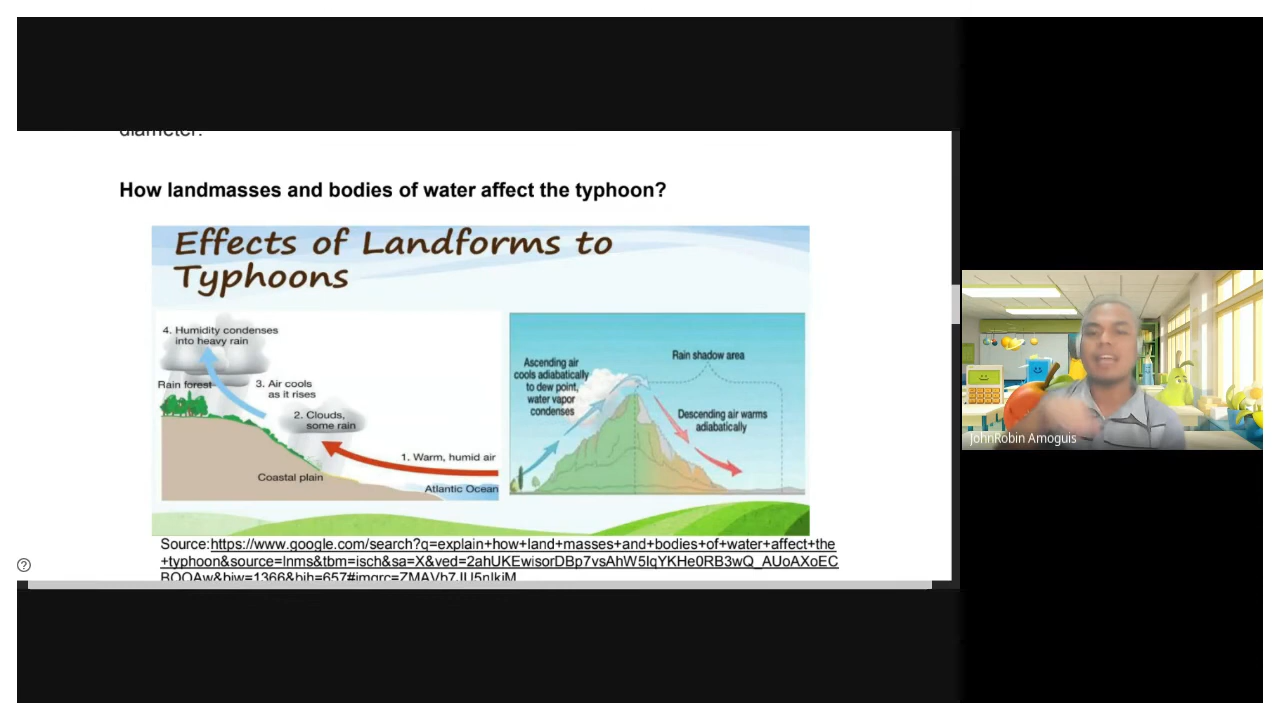 diameter.
How landmasses and bodies of water affect the typhoon?
Effects of Landforms to
Typhoons
4. Humidity condenses
into heavy rain
Rain forest
3. Air cools
as it rises
2. Clouds,
some rain
1. Warm, humid air
Coastal plain
Atlantic Ocean
Ascending air
cools adiabatically
to dew point,
water vapor
condenses
Rain shadow area
Descending air warms
adiabatically
Source:https://www.google.com/search?q=explain+how+land+masses+and+bodies+of+water+affect+the
+typhoon&source=lnms&tbm=isch&sa=X&ved=2ahUKEwisorDBp7vsAhW5IqYKHe0RB3wQ_AUoAXoEC
JohnRobin Amoguis